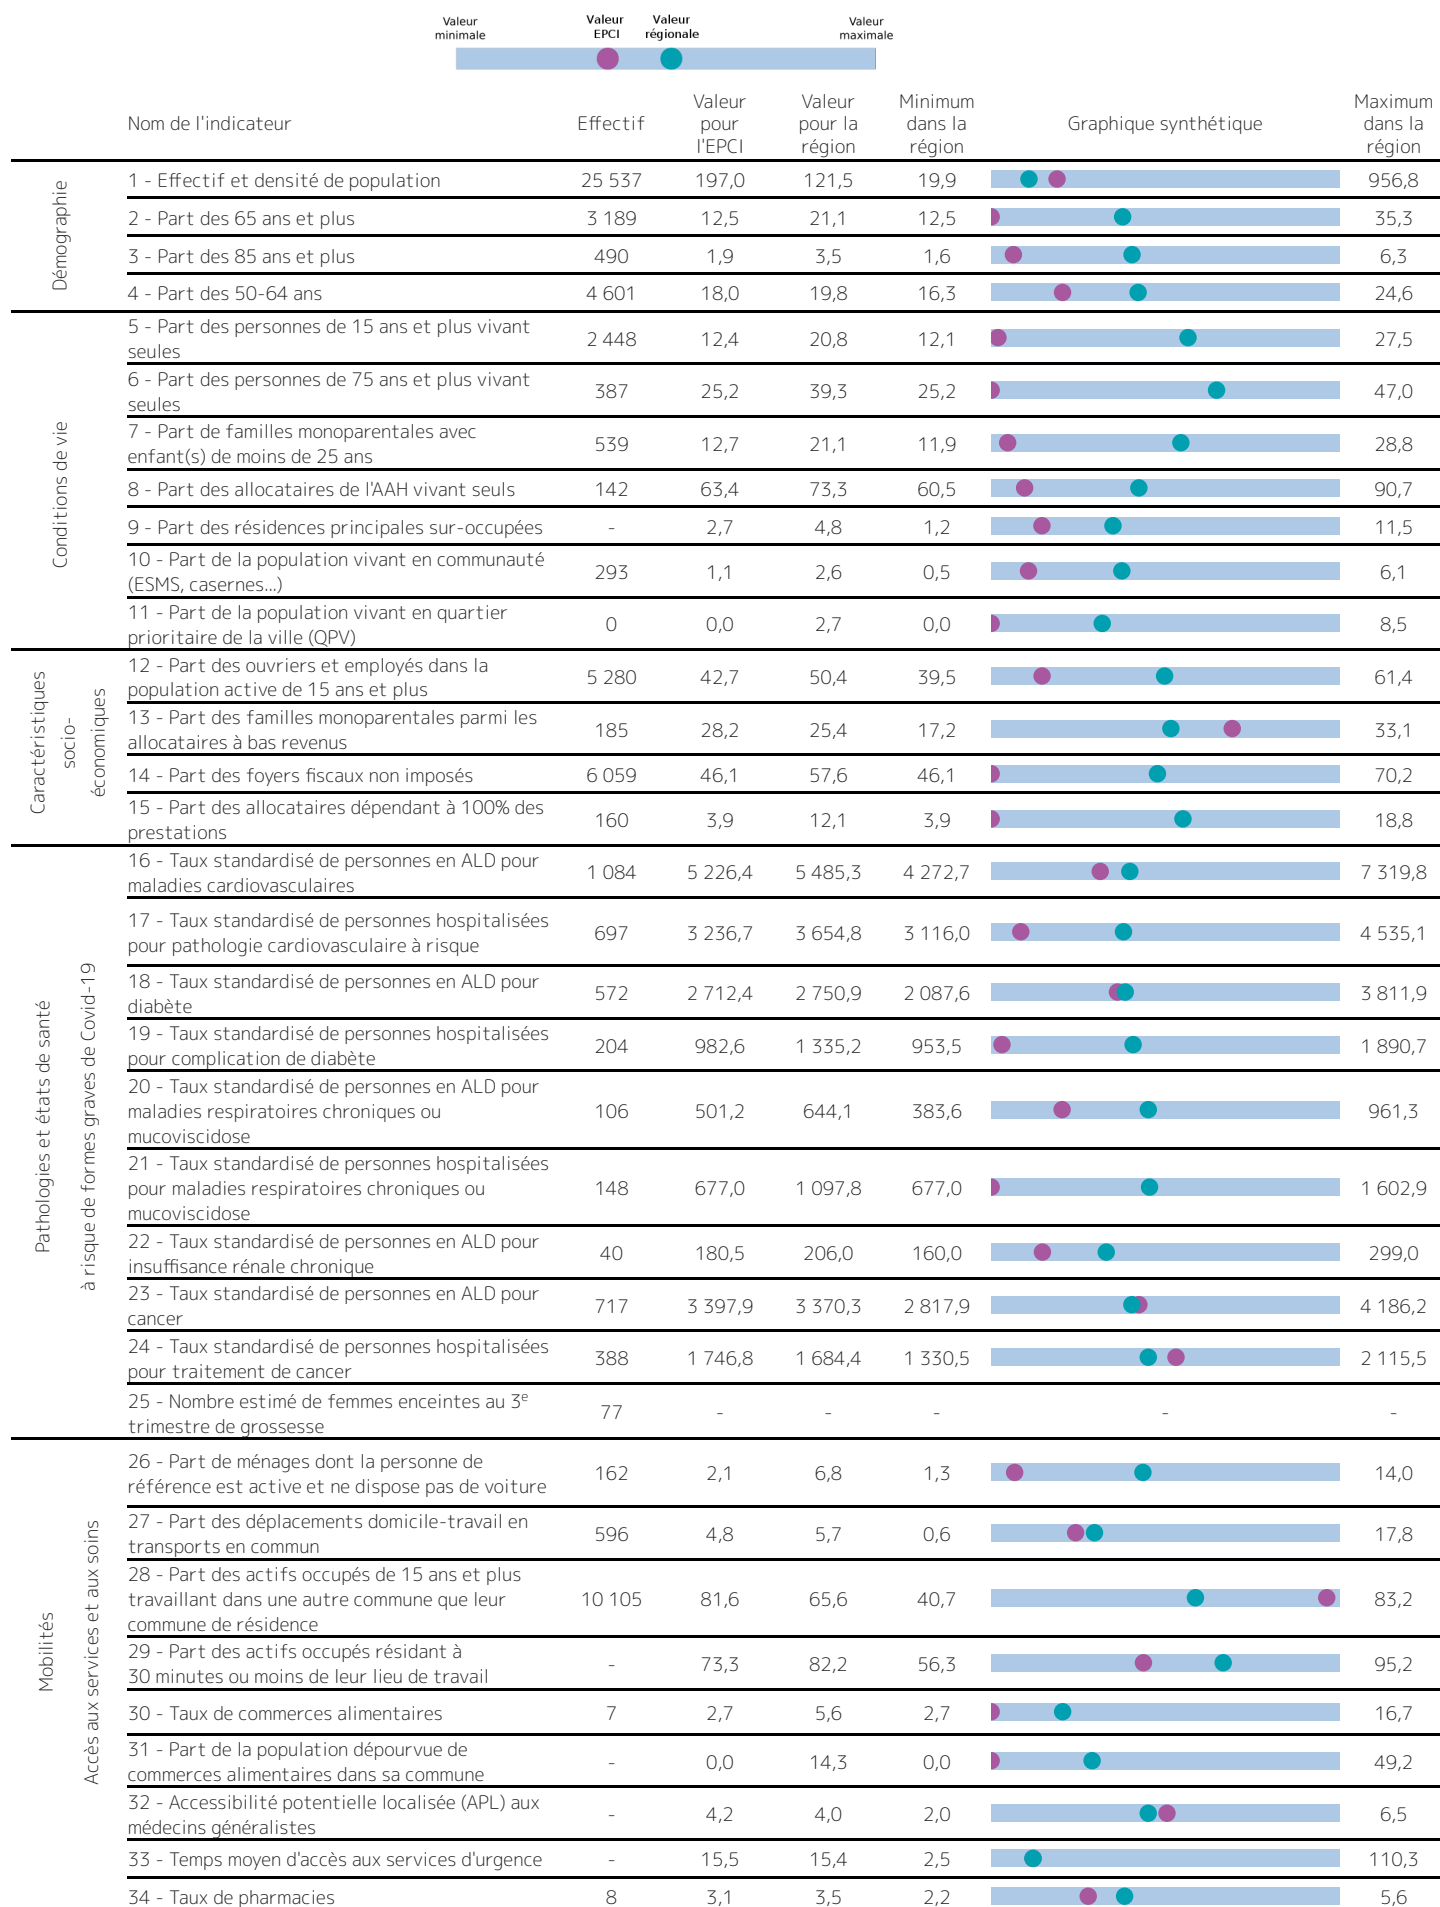 Valeur
minimale
Valeur
EPCI
Valeur
régionale
Valeur
maximale
Nom de l'indicateur
Effectif
Valeur
pour
l'EPCI
Valeur
pour la
région
Minimum
dans la
région
Graphique synthétique
Maximum
dans la
région
Démographie
1 - Effectif et densité de population 25 537 197,0 121,5 19,9 956,8
2 - Part des 65 ans et plus 3 189 12,5 21,1 12,5 35,3
3 - Part des 85 ans et plus 490 1,9 3,5 1,6 6,3
4 - Part des 50-64 ans 4 601 18,0 19,8 16,3 24,6
Conditions de vie
5 - Part des personnes de 15 ans et plus vivant
seules 2 448 12,4 20,8 12,1 27,5
6 - Part des personnes de 75 ans et plus vivant
seules 387 25,2 39,3 25,2 47,0
7 - Part de familles monoparentales avec
enfant(s) de moins de 25 ans 539 12,7 21,1 11,9 28,8
8 - Part des allocataires de l'AAH vivant seuls 142 63,4 73,3 60,5 90,7
9 - Part des résidences principales sur-occupées - 2,7 4,8 1,2 11,5
10 - Part de la population vivant en communauté
(ESMS, casernes...) 293 1,1 2,6 0,5 6,1
11 - Part de la population vivant en quartier
prioritaire de la ville (QPV) 0 0,0 2,7 0,0 8,5
Caractéristiques
socio-
économiques
12 - Part des ouvriers et employés dans la
population active de 15 ans et plus 5 280 42,7 50,4 39,5 61,4
13 - Part des familles monoparentales parmi les
allocataires à bas revenus 185 28,2 25,4 17,2 33,1
14 - Part des foyers fiscaux non imposés 6 059 46,1 57,6 46,1 70,2
15 - Part des allocataires dépendant à 100% des
prestations 160 3,9 12,1 3,9 18,8
Pathologies et états de santé
à risque de formes graves de Covid-19
16 - Taux standardisé de personnes en ALD pour
maladies cardiovasculaires 1 084 5 226,4 5 485,3 4 272,7 7 319,8
17 - Taux standardisé de personnes hospitalisées
pour pathologie cardiovasculaire à risque 697 3 236,7 3 654,8 3 116,0 4 535,1
18 - Taux standardisé de personnes en ALD pour
diabète 572 2 712,4 2 750,9 2 087,6 3 811,9
19 - Taux standardisé de personnes hospitalisées
pour complication de diabète 204 982,6 1 335,2 953,5 1 890,7
20 - Taux standardisé de personnes en ALD pour
maladies respiratoires chroniques ou
mucoviscidose 106 501,2 644,1 383,6 961,3
21 - Taux standardisé de personnes hospitalisées
pour maladies respiratoires chroniques ou
mucoviscidose 148 677,0 1 097,8 677,0 1 602,9
22 - Taux standardisé de personnes en ALD pour
insuffisance rénale chronique 40 180,5 206,0 160,0 299,0
23 - Taux standardisé de personnes en ALD pour
cancer 717 3 397,9 3 370,3 2 817,9 4 186,2
24 - Taux standardisé de personnes hospitalisées
pour traitement de cancer 388 1 746,8 1 684,4 1 330,5 2 115,5
25 - Nombre estimé de femmes enceintes au 3e
trimestre de grossesse 77 - - - - -
Mobilités
Accès aux services et aux soins
26 - Part de ménages dont la personne de
référence est active et ne dispose pas de voiture 162 2,1 6,8 1,3 14,0
27 - Part des déplacements domicile-travail en
transports en commun 596 4,8 5,7 0,6 17,8
28 - Part des actifs occupés de 15 ans et plus
travaillant dans une autre commune que leur
commune de résidence 10 105 81,6 65,6 40,7 83,2
29 - Part des actifs occupés résidant à
30 minutes ou moins de leur lieu de travail - 73,3 82,2 56,3 95,2
30 - Taux de commerces alimentaires 7 2,7 5,6 2,7 16,7
31 - Part de la population dépourvue de
commerces alimentaires dans sa commune - 0,0 14,3 0,0 49,2
32 - Accessibilité potentielle localisée (APL) aux
médecins généralistes - 4,2 4,0 2,0 6,5
33 - Temps moyen d'accès aux services d'urgence - 15,5 15,4 2,5 110,3
34 - Taux de pharmacies 8 3,1 3,5 2,2 5,6